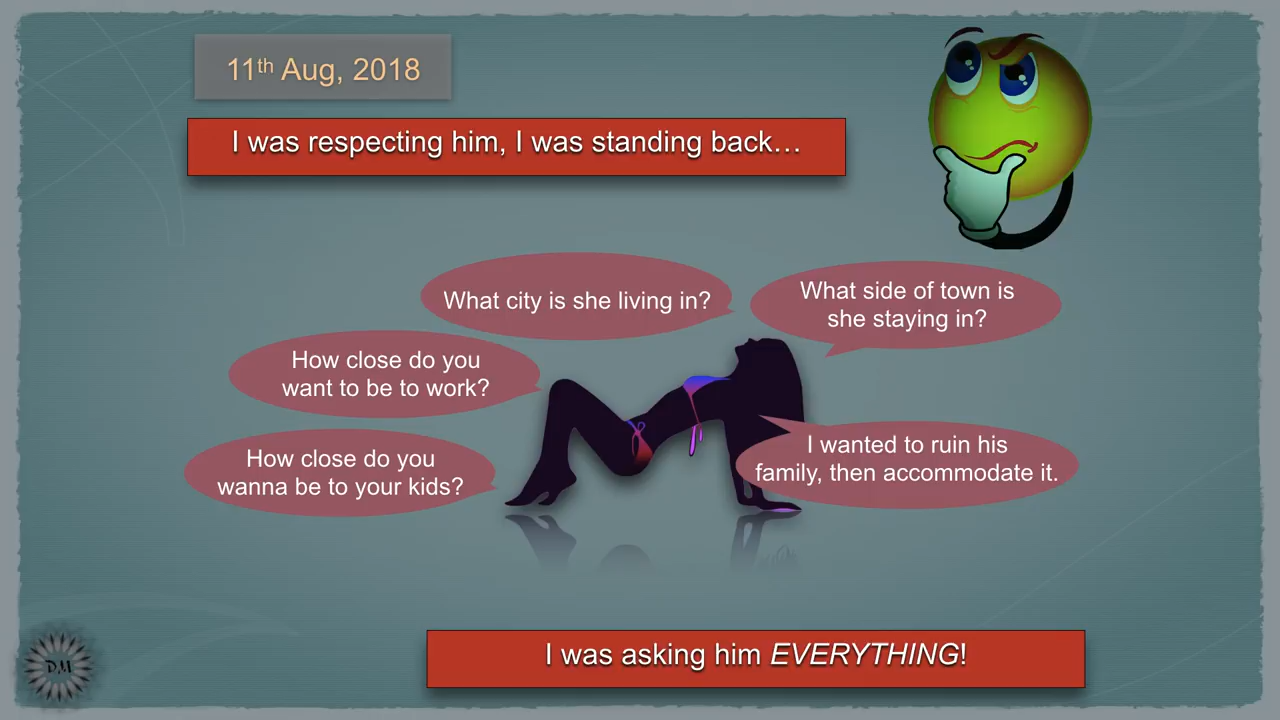 11th Aug, 2018
I was respecting him, I was standing back…
What city is she living in?
What side of town is
she staying in?
How close do you
want to be to work?
How close do you
wanna be to your kids?
I wanted to ruin his
family, then accommodate it.
I was asking him EVERYTHING!
DM